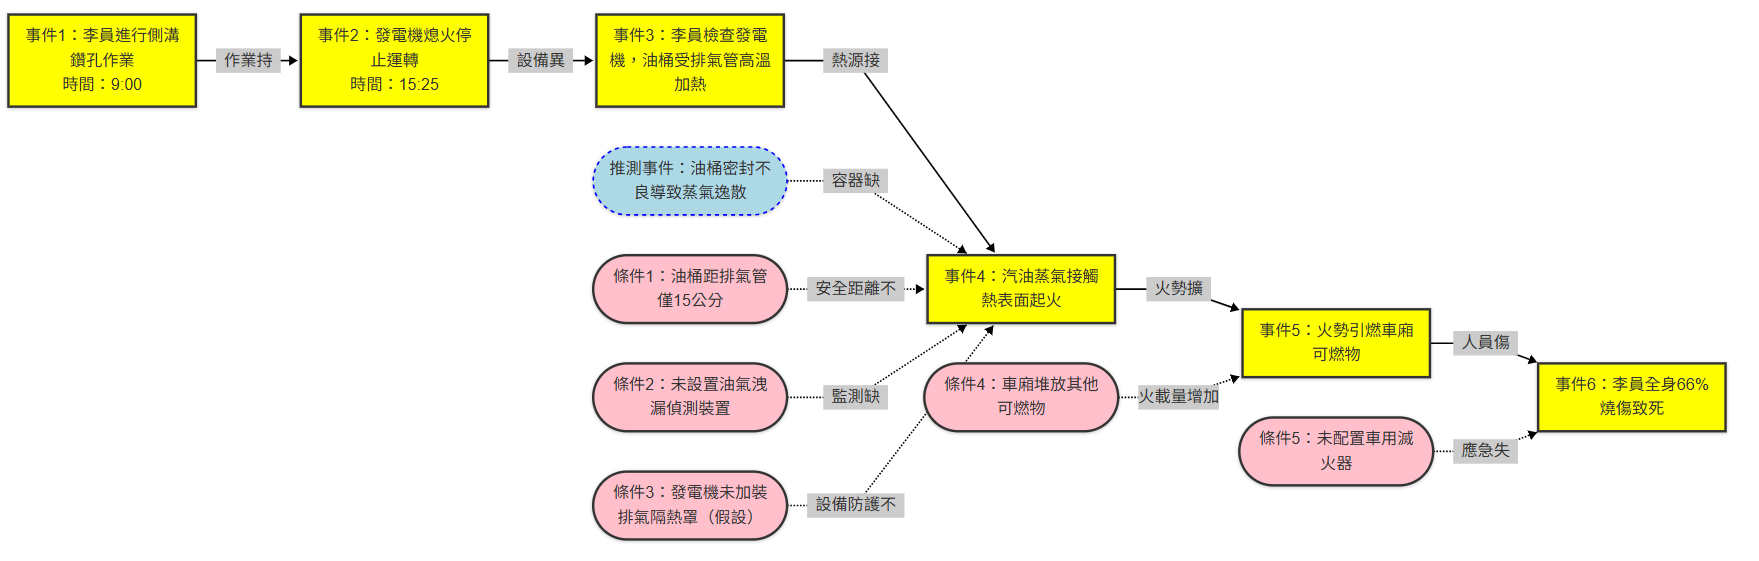 事件1：李員進行側溝
鑽孔作業
時間：9:00
作業持
事件2：發電機熄火停
止運轉
時間：15:25
設備異
事件3：李員檢查發電
機，油桶受排氣管高溫
加熱
熱源接
推測事件：油桶密封不
良導致蒸氣逸散
容器缺
條件1：油桶距排氣管
僅15公分
安全距離不
條件2：未設置油氣洩
漏偵測裝置
監測缺
條件3：發電機未加裝
排氣隔熱罩（假設）
設備防護不
事件4：汽油蒸氣接觸
熱表面起火
火勢擴
條件4：車廂堆放其他
可燃物
火載量增加
事件5：火勢引燃車廂
可燃物
人員傷
條件5：未配置車用滅
火器
應急失
事件6：李員全身66%
燒傷致死